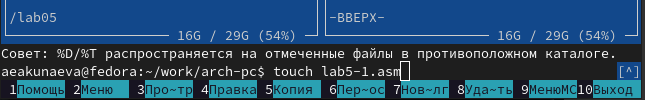 /lab05 -ВВЕРХ-
16G / 29G (54%) 16G / 29G (54%)
Совет: %D/%T распространяется на отмеченные файлы в противоположном каталоге.
aeakunaeva@fedora:~/work/arch-pc$ touch lab5-1.asm [^]
1Помощь 2Меню 3Про~тр 4Правка 5Копия 6Пер~ос 7Нов~лг 8Уда~ть 9МенюMC 10Выход